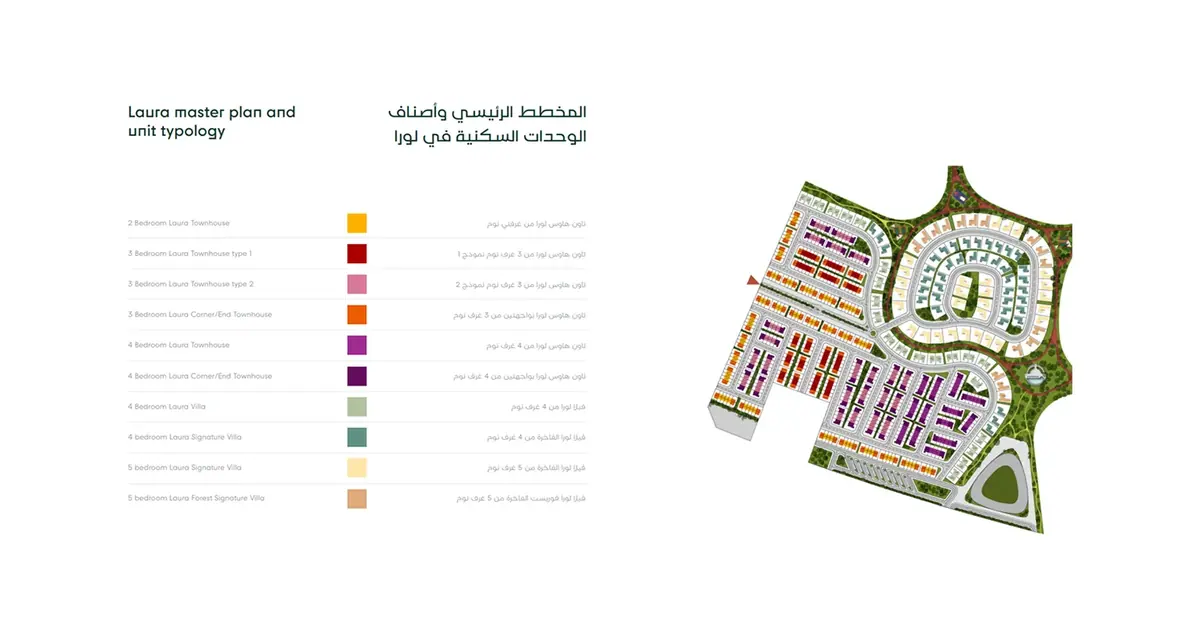 Laura master plan and
unit typology
المخطط الرئيسي وأصناف
الوحدات السكنية في لورا
2 Bedroom Laura Townhouse
تاون هاوس لورا من غرفتي نوم
3 Bedroom Laura Townhouse type 1
تاون هاوس لورا من 3 غرف نوم نموذج 1
3 Bedroom Laura Townhouse type 2
تاون هاوس لورا من 3 غرف نوم نموذج 2
3 Bedroom Laura Corner/End Townhouse
تاون هاوس لورا بواجهتين من 3 غرف نوم
4 Bedroom Laura Townhouse
تاون هاوس لورا من 4 غرف نوم
4 Bedroom Laura Corner/End Townhouse
تاون هاوس لورا بواجهتين من 4 غرف نوم
4 Bedroom Laura Villa
فيلا لورا من 4 غرف نوم
4 bedroom Laura Signature Villa
فيلا لورا الفاخرة من 4 غرف نوم
5 bedroom Laura Signature Villa
فيلا لورا الفاخرة من 5 غرف نوم
5 bedroom Laura Forest Signature Villa
فيلا لورا فوريست الفاخرة من 5 غرف نوم